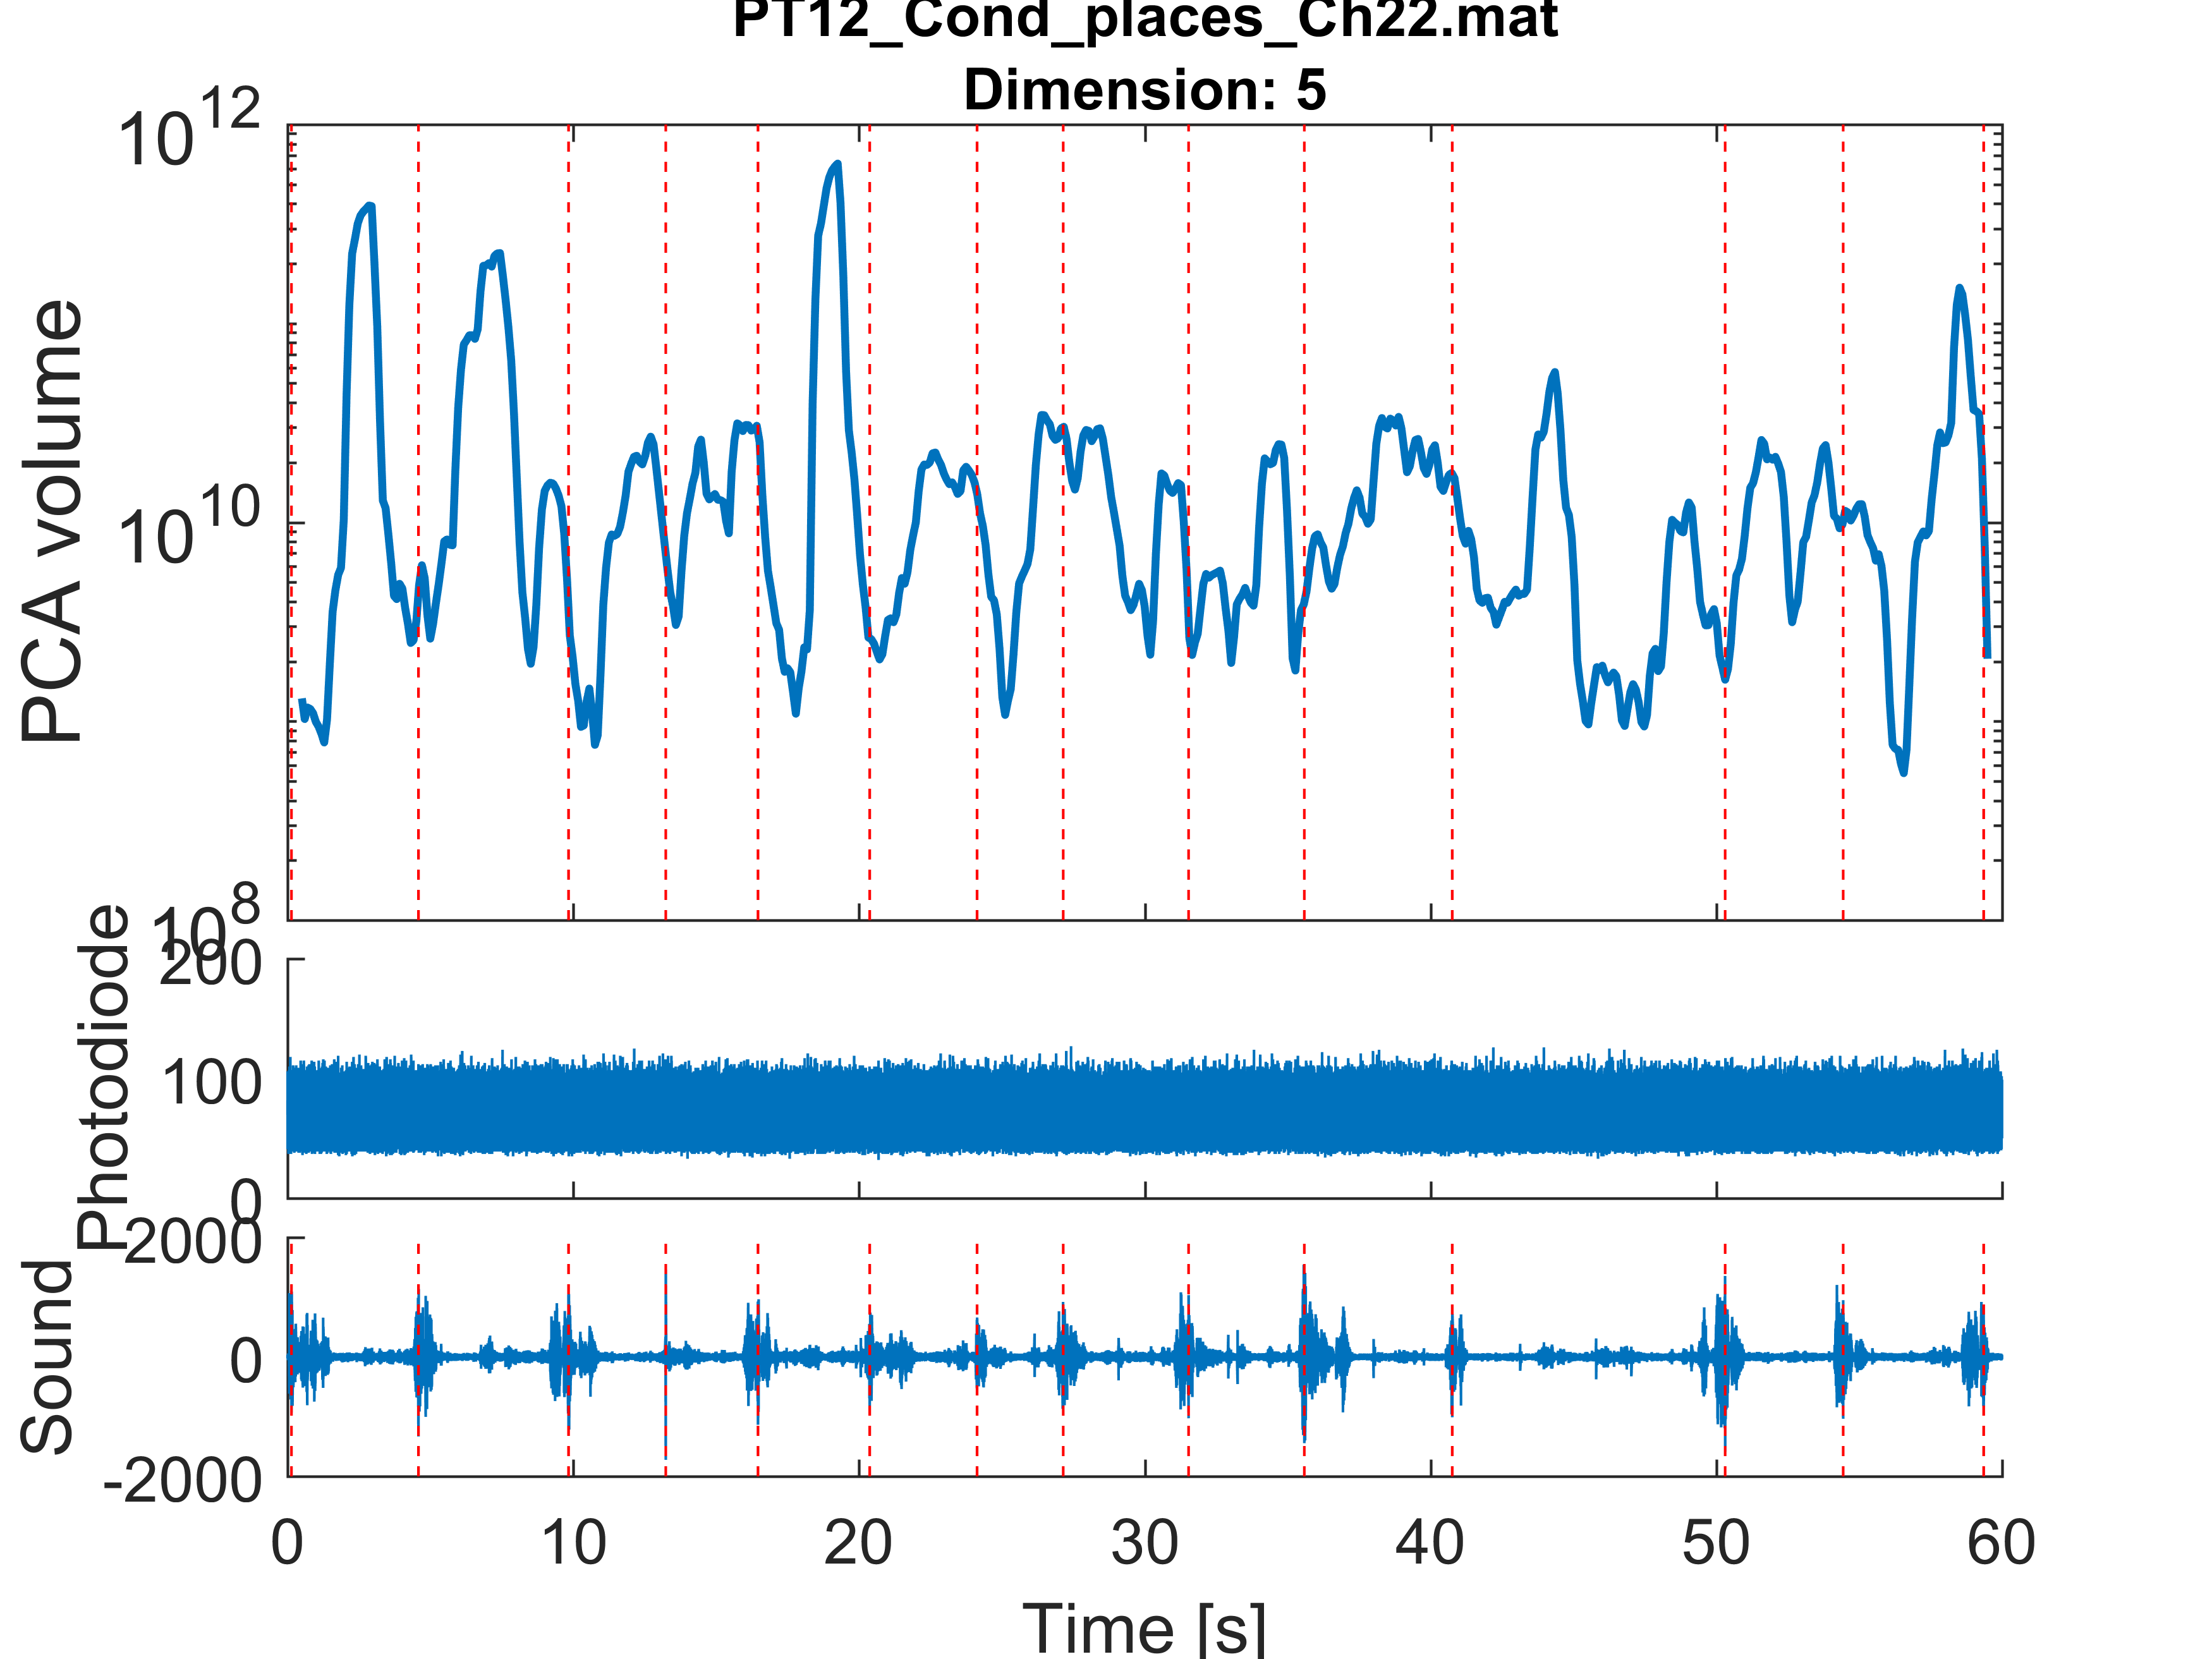 PT12_Cond_places_Ch22.mat
Dimension: 5
10^12
10^10
10^8
PCA volume
200
100
0
Photodiode
2000
0
-2000
Sound
0 10 20 30 40 50 60
Time [s]